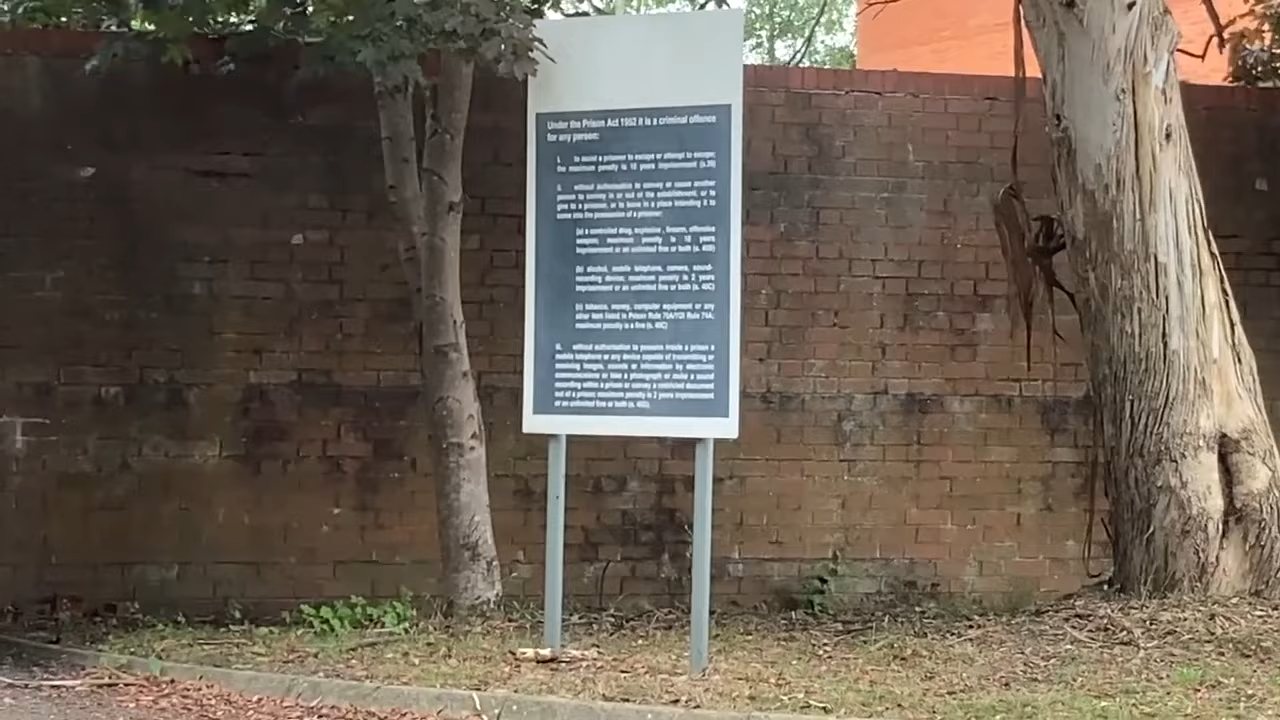 Under the Prison Act 1952 it is a criminal offence
for any person:
i. to assist a prisoner to escape or attempt to escape;
the maximum penalty is 10 years imprisonment (s.39)
ii. without authorisation to convey or cause another
person to convey in or out of the establishment, or to
give to a prisoner, or to leave in a place intending it to
come into the possession of a prisoner:
(a) a controlled drug, explosive, firearm, offensive
weapon; maximum penalty is 10 years
imprisonment or an unlimited fine or both (s. 40B)
(b) alcohol, mobile telephone, camera, sound-
recording device; maximum penalty is 2 years
imprisonment or an unlimited fine or both (s. 40C)
(c) tobacco, money, computer equipment or any
other item listed in Prison Rule 70A/YOI Rule 74A;
maximum penalty is a fine (s. 40C)
iii. without authorisation to possess inside a prison a
mobile telephone or any device capable of transmitting or
receiving images, sounds or information by electronic
communications or take a photograph or make a sound
recording within a prison or convey a restricted document
out of a prison; maximum penalty is 2 years imprisonment
or an unlimited fine or both (s. 40D).